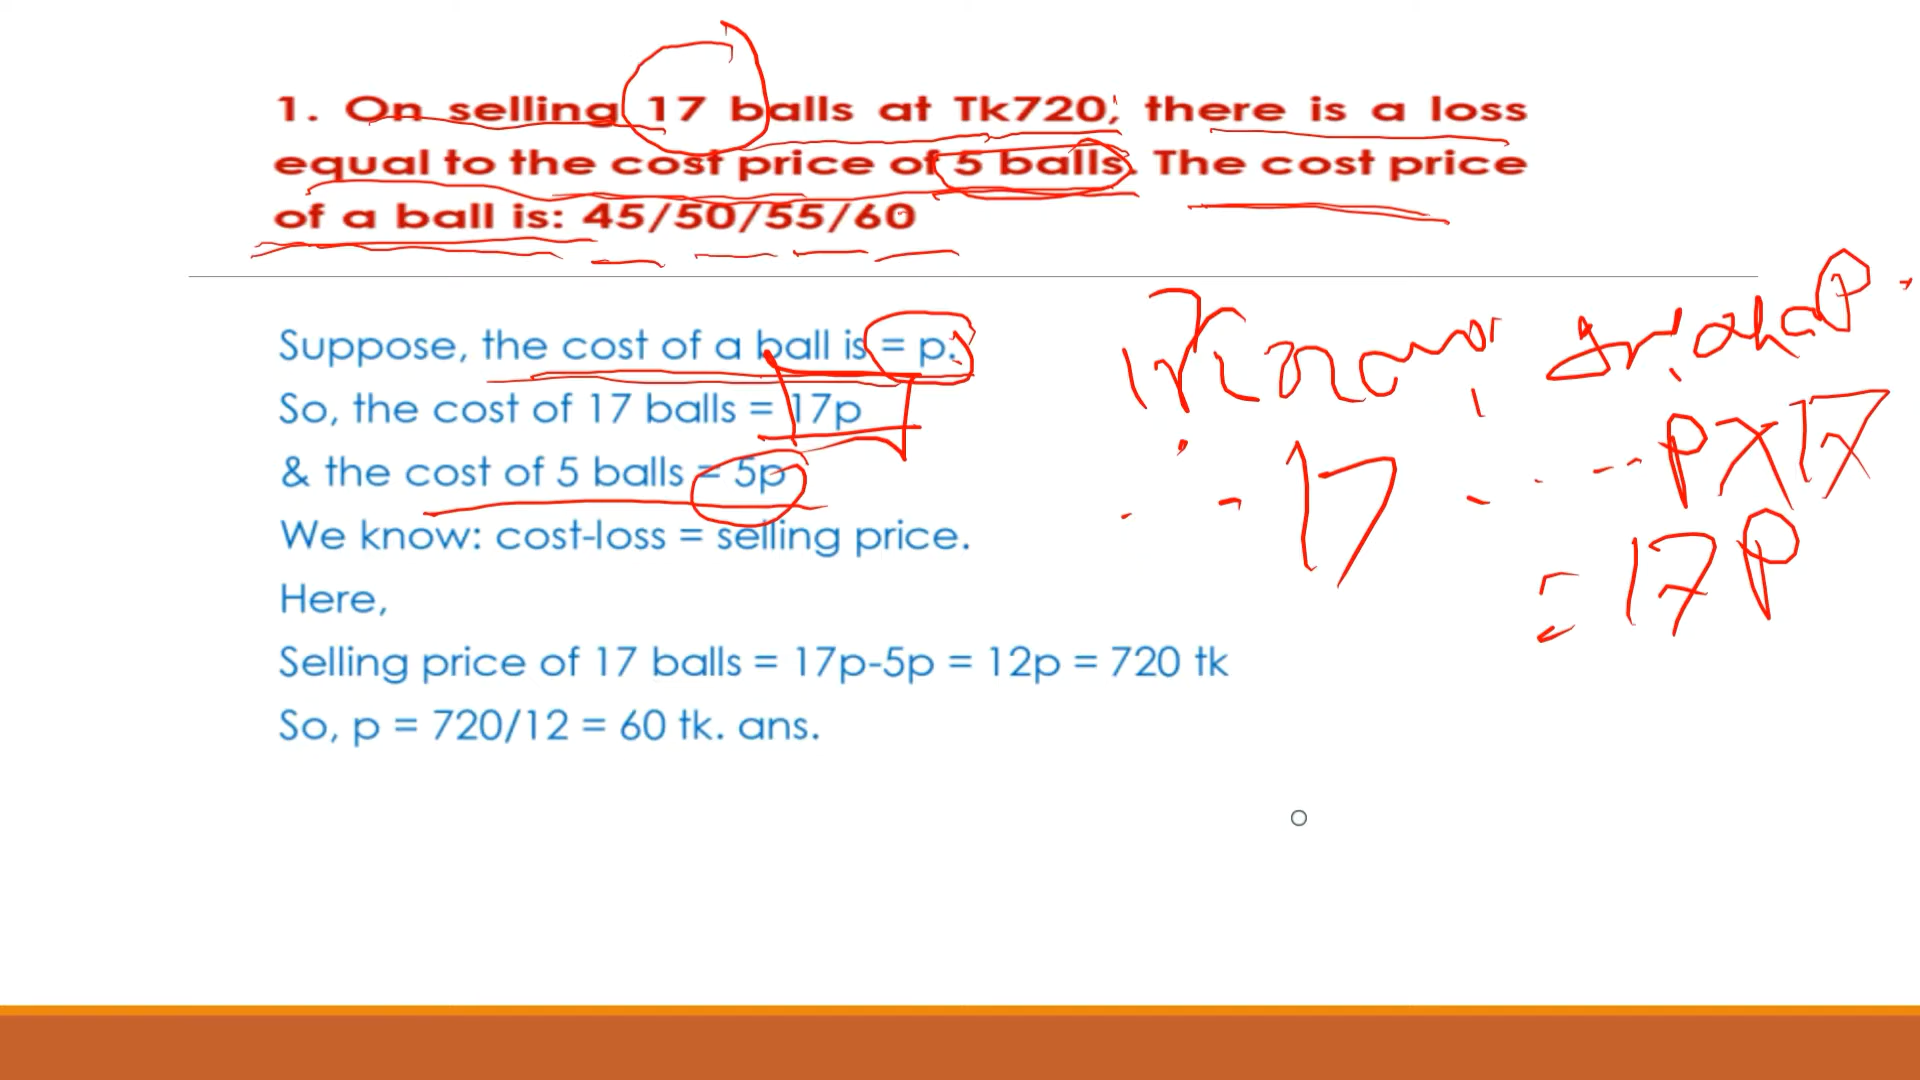 1. On selling 17 balls at Tk720, there is a loss
equal to the cost price of 5 balls. The cost price
of a ball is: 45/50/55/60
Suppose, the cost of a ball is = p.
So, the cost of 17 balls = 17p
& the cost of 5 balls = 5p
We know: cost-loss = selling price.
Here,
Selling price of 17 balls = 17p-5p = 12p = 720 tk
So, p = 720/12 = 60 tk. ans.
P
17 P×17
= 17P